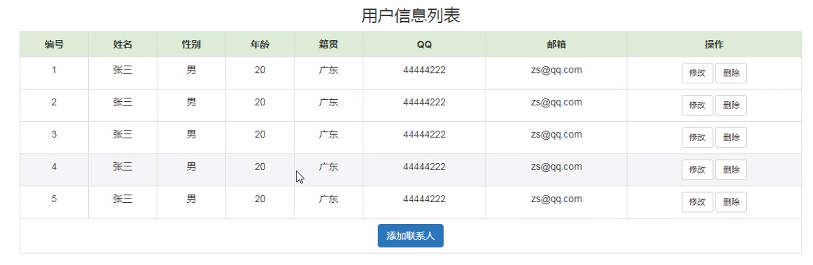 用户信息列表
编号 姓名 性别 年龄 籍贯 QQ 邮箱 操作
1 张三 男 20 广东 44444222 zs@qq.com 修改 删除
2 张三 男 20 广东 44444222 zs@qq.com 修改 删除
3 张三 男 20 广东 44444222 zs@qq.com 修改 删除
4 张三 男 20 广东 44444222 zs@qq.com 修改 删除
5 张三 男 20 广东 44444222 zs@qq.com 修改 删除
添加联系人